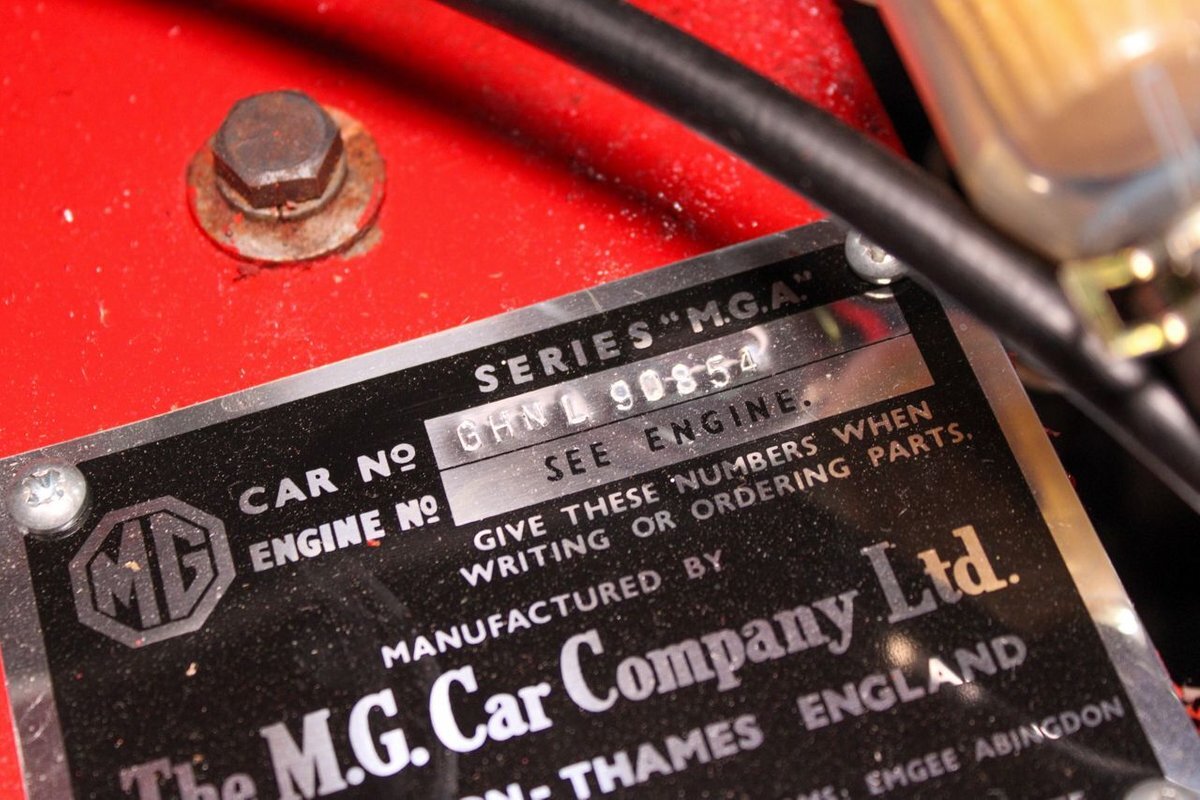 SERIES "M.G.A."
CAR Nº GHNL 90854
ENGINE Nº SEE ENGINE.
GIVE THESE NUMBERS WHEN
WRITING OR ORDERING PARTS.
MG
MANUFACTURED BY
The M.G. Car Company Ltd.
ON-THAMES ENGLAND
EMGEE ABINGDON